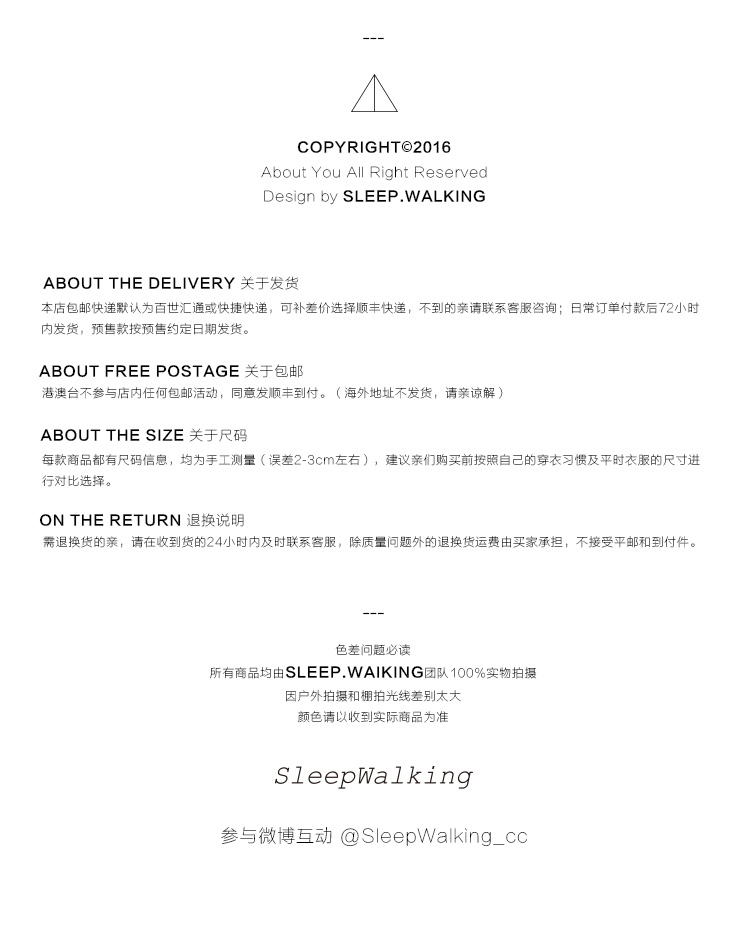 ---
COPYRIGHT©2016
About You All Right Reserved
Design by SLEEP.WALKING
ABOUT THE DELIVERY 关于发货
本店包邮快递默认为百世汇通或快捷快递，可补差价选择顺丰快递，不到的亲请联系客服咨询；日常订单付款后72小时
内发货，预售款按预售约定日期发货。
ABOUT FREE POSTAGE 关于包邮
港澳台不参与店内任何包邮活动，同意发顺丰到付。（海外地址不发货，请亲谅解）
ABOUT THE SIZE 关于尺码
每款商品都有尺码信息，均为手工测量（误差2-3cm左右），建议亲们购买前按照自己的穿衣习惯及平时衣服的尺寸进
行对比选择。
ON THE RETURN 退换说明
需退换货的亲，请在收到货的24小时内及时联系客服，除质量问题外的退换货运费由买家承担，不接受平邮和到付件。
---
色差问题必读
所有商品均由SLEEP.WAIKING团队100%实物拍摄
因户外拍摄和棚拍光线差别太大
颜色请以收到实际商品为准
SleepWalking
参与微博互动 @SleepWalking_cc